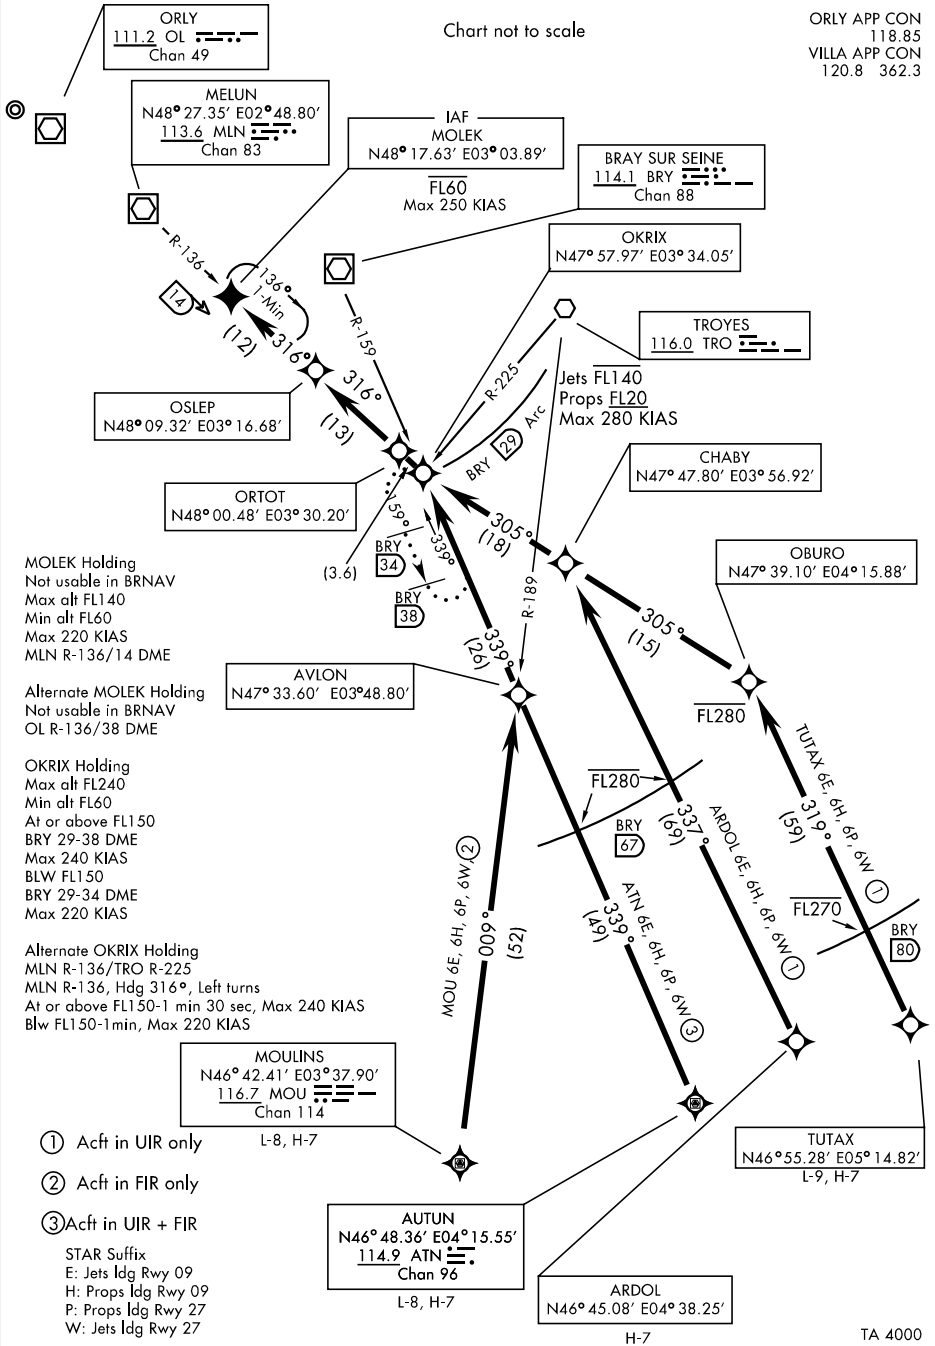 ORLY
111.2 OL
Chan 49
Chart not to scale
ORLY APP CON
118.85
VILLA APP CON
120.8 362.3
MELUN
N48° 27.35' E02° 48.80'
113.6 MLN
Chan 83
IAF
MOLEK
N48° 17.63' E03° 03.89'
FL60
Max 250 KIAS
BRAY SUR SEINE
114.1 BRY
Chan 88
OKRIX
N47° 57.97' E03° 34.05'
R-136
14
136°
1-Min
(12)
316°
R-159
316°
(13)
R-225
BRY 29 Arc
TROYES
116.0 TRO
Jets FL140
Props FL20
Max 280 KIAS
OSLEP
N48° 09.32' E03° 16.68'
CHABY
N47° 47.80' E03° 56.92'
ORTOT
N48° 00.48' E03° 30.20'
(3.6)
159°
339°
BRY
34
BRY
38
305°
(18)
R-189
OBURO
N47° 39.10' E04° 15.88'
305°
(15)
339°
(26)
MOLEK Holding
Not usable in BRNAV
Max alt FL140
Min alt FL60
Max 220 KIAS
MLN R-136/14 DME
AVLON
N47° 33.60' E03°48.80'
FL280
Alternate MOLEK Holding
Not usable in BRNAV
OL R-136/38 DME
OKRIX Holding
Max alt FL240
Min alt FL60
At or above FL150
BRY 29-38 DME
Max 240 KIAS
BLW FL150
BRY 29-34 DME
Max 220 KIAS
FL280
BRY
67
337°
(69)
ARDOL 6E, 6H, 6P, 6W 1
TUTAX 6E, 6H, 6P, 6W 1
319°
(59)
FL270
BRY
80
MOU 6E, 6H, 6P, 6W, 2
009°
(52)
ATN 6E, 6H, 6P, 6W 3
339°
(49)
Alternate OKRIX Holding
MLN R-136/TRO R-225
MLN R-136, Hdg 316°, Left turns
At or above FL150-1 min 30 sec, Max 240 KIAS
Blw FL150-1min, Max 220 KIAS
MOULINS
N46° 42.41' E03° 37.90'
116.7 MOU
Chan 114
L-8, H-7
1 Acft in UIR only
2 Acft in FIR only
3 Acft in UIR + FIR
STAR Suffix
E: Jets ldg Rwy 09
H: Props ldg Rwy 09
P: Props ldg Rwy 27
W: Jets ldg Rwy 27
AUTUN
N46° 48.36' E04° 15.55'
114.9 ATN
Chan 96
L-8, H-7
TUTAX
N46° 55.28' E05° 14.82'
L-9, H-7
ARDOL
N46° 45.08' E04° 38.25'
H-7
TA 4000